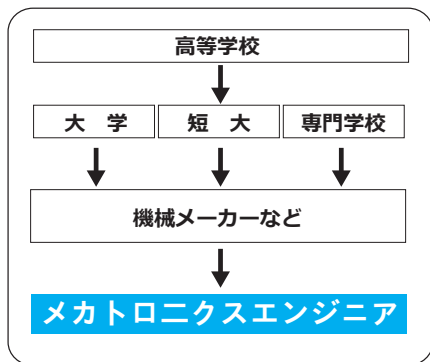 高等学校
大　学　短　大　専門学校
機械メーカーなど
メカトロニクスエンジニア